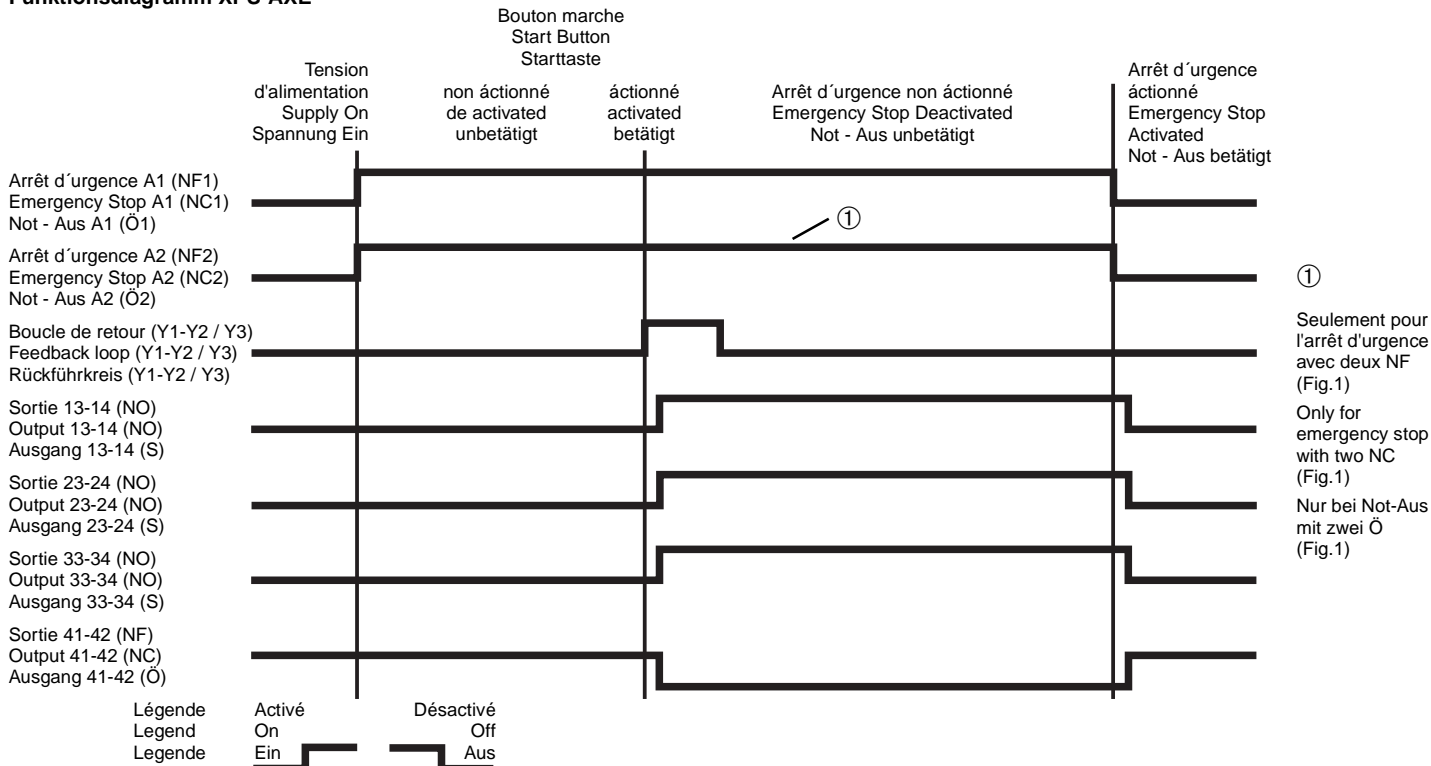 Funktionsdiagramm XPS-AXE
Bouton marche
Start Button
Starttaste
Tension
d'alimentation
Supply On
Spannung Ein
non áctionné
de activated
unbetätigt
áctionné
activated
betätigt
Arrêt d´urgence non áctionné
Emergency Stop Deactivated
Not - Aus unbetätigt
Arrêt d´urgence
áctionné
Emergency Stop
Activated
Not - Aus betätigt
Arrêt d´urgence A1 (NF1)
Emergency Stop A1 (NC1)
Not - Aus A1 (Ö1)
①
Arrêt d´urgence A2 (NF2)
Emergency Stop A2 (NC2)
Not - Aus A2 (Ö2)
Boucle de retour (Y1-Y2 / Y3)
Feedback loop (Y1-Y2 / Y3)
Rückführkreis (Y1-Y2 / Y3)
Sortie 13-14 (NO)
Output 13-14 (NO)
Ausgang 13-14 (S)
Sortie 23-24 (NO)
Output 23-24 (NO)
Ausgang 23-24 (S)
Sortie 33-34 (NO)
Output 33-34 (NO)
Ausgang 33-34 (S)
Sortie 41-42 (NF)
Output 41-42 (NC)
Ausgang 41-42 (Ö)
①
Seulement pour
l'arrêt d'urgence
avec deux NF
(Fig.1)
Only for
emergency stop
with two NC
(Fig.1)
Nur bei Not-Aus
mit zwei Ö
(Fig.1)
Légende Activé Désactivé
Legend On Off
Legende Ein Aus